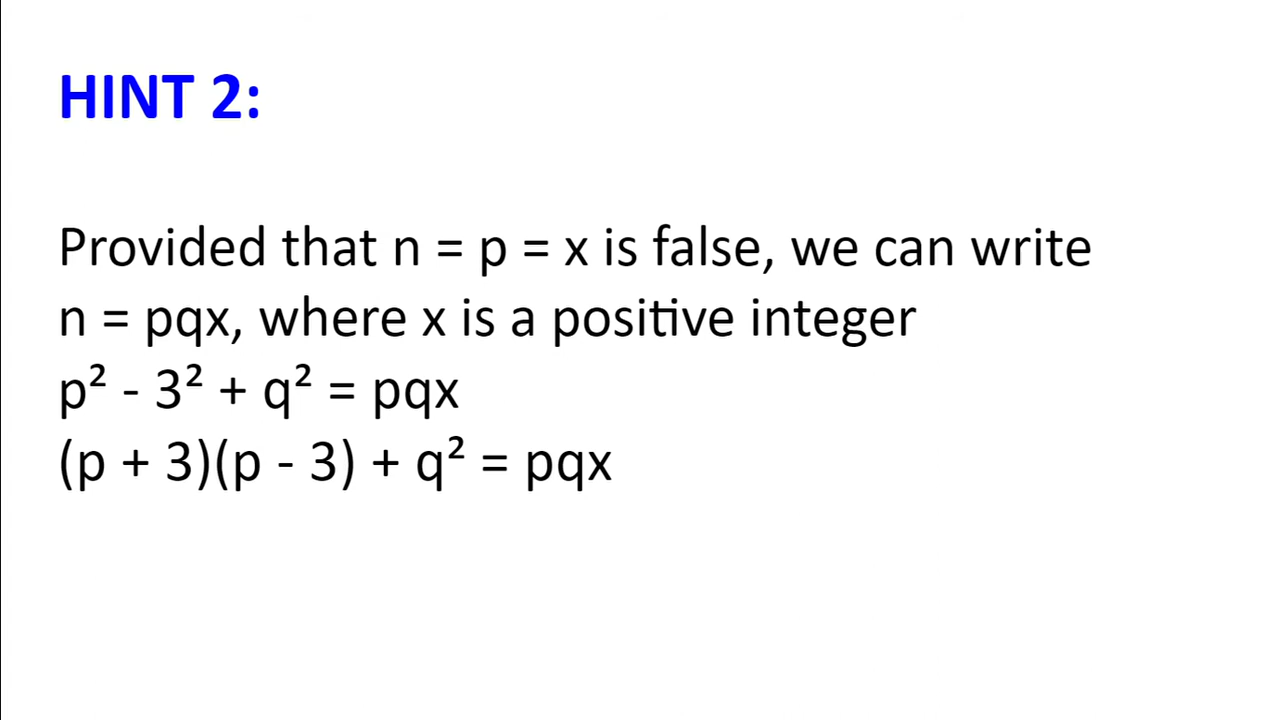 HINT 2:
Provided that n = p = x is false, we can write
n = pqx, where x is a positive integer
p² - 3² + q² = pqx
(p + 3)(p - 3) + q² = pqx